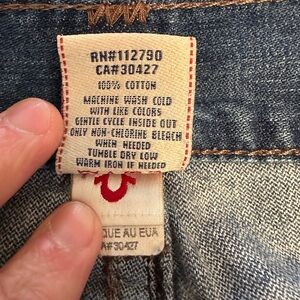 RN#112790
CA#30427
100% COTTON
MACHINE WASH COLD
WITH LIKE COLORS
GENTLE CYCLE INSIDE OUT
ONLY NON-CHLORINE BLEACH
WHEN NEEDED
TUMBLE DRY LOW
WARM IRON IF NEEDED
QUE AU EUA
A#30427